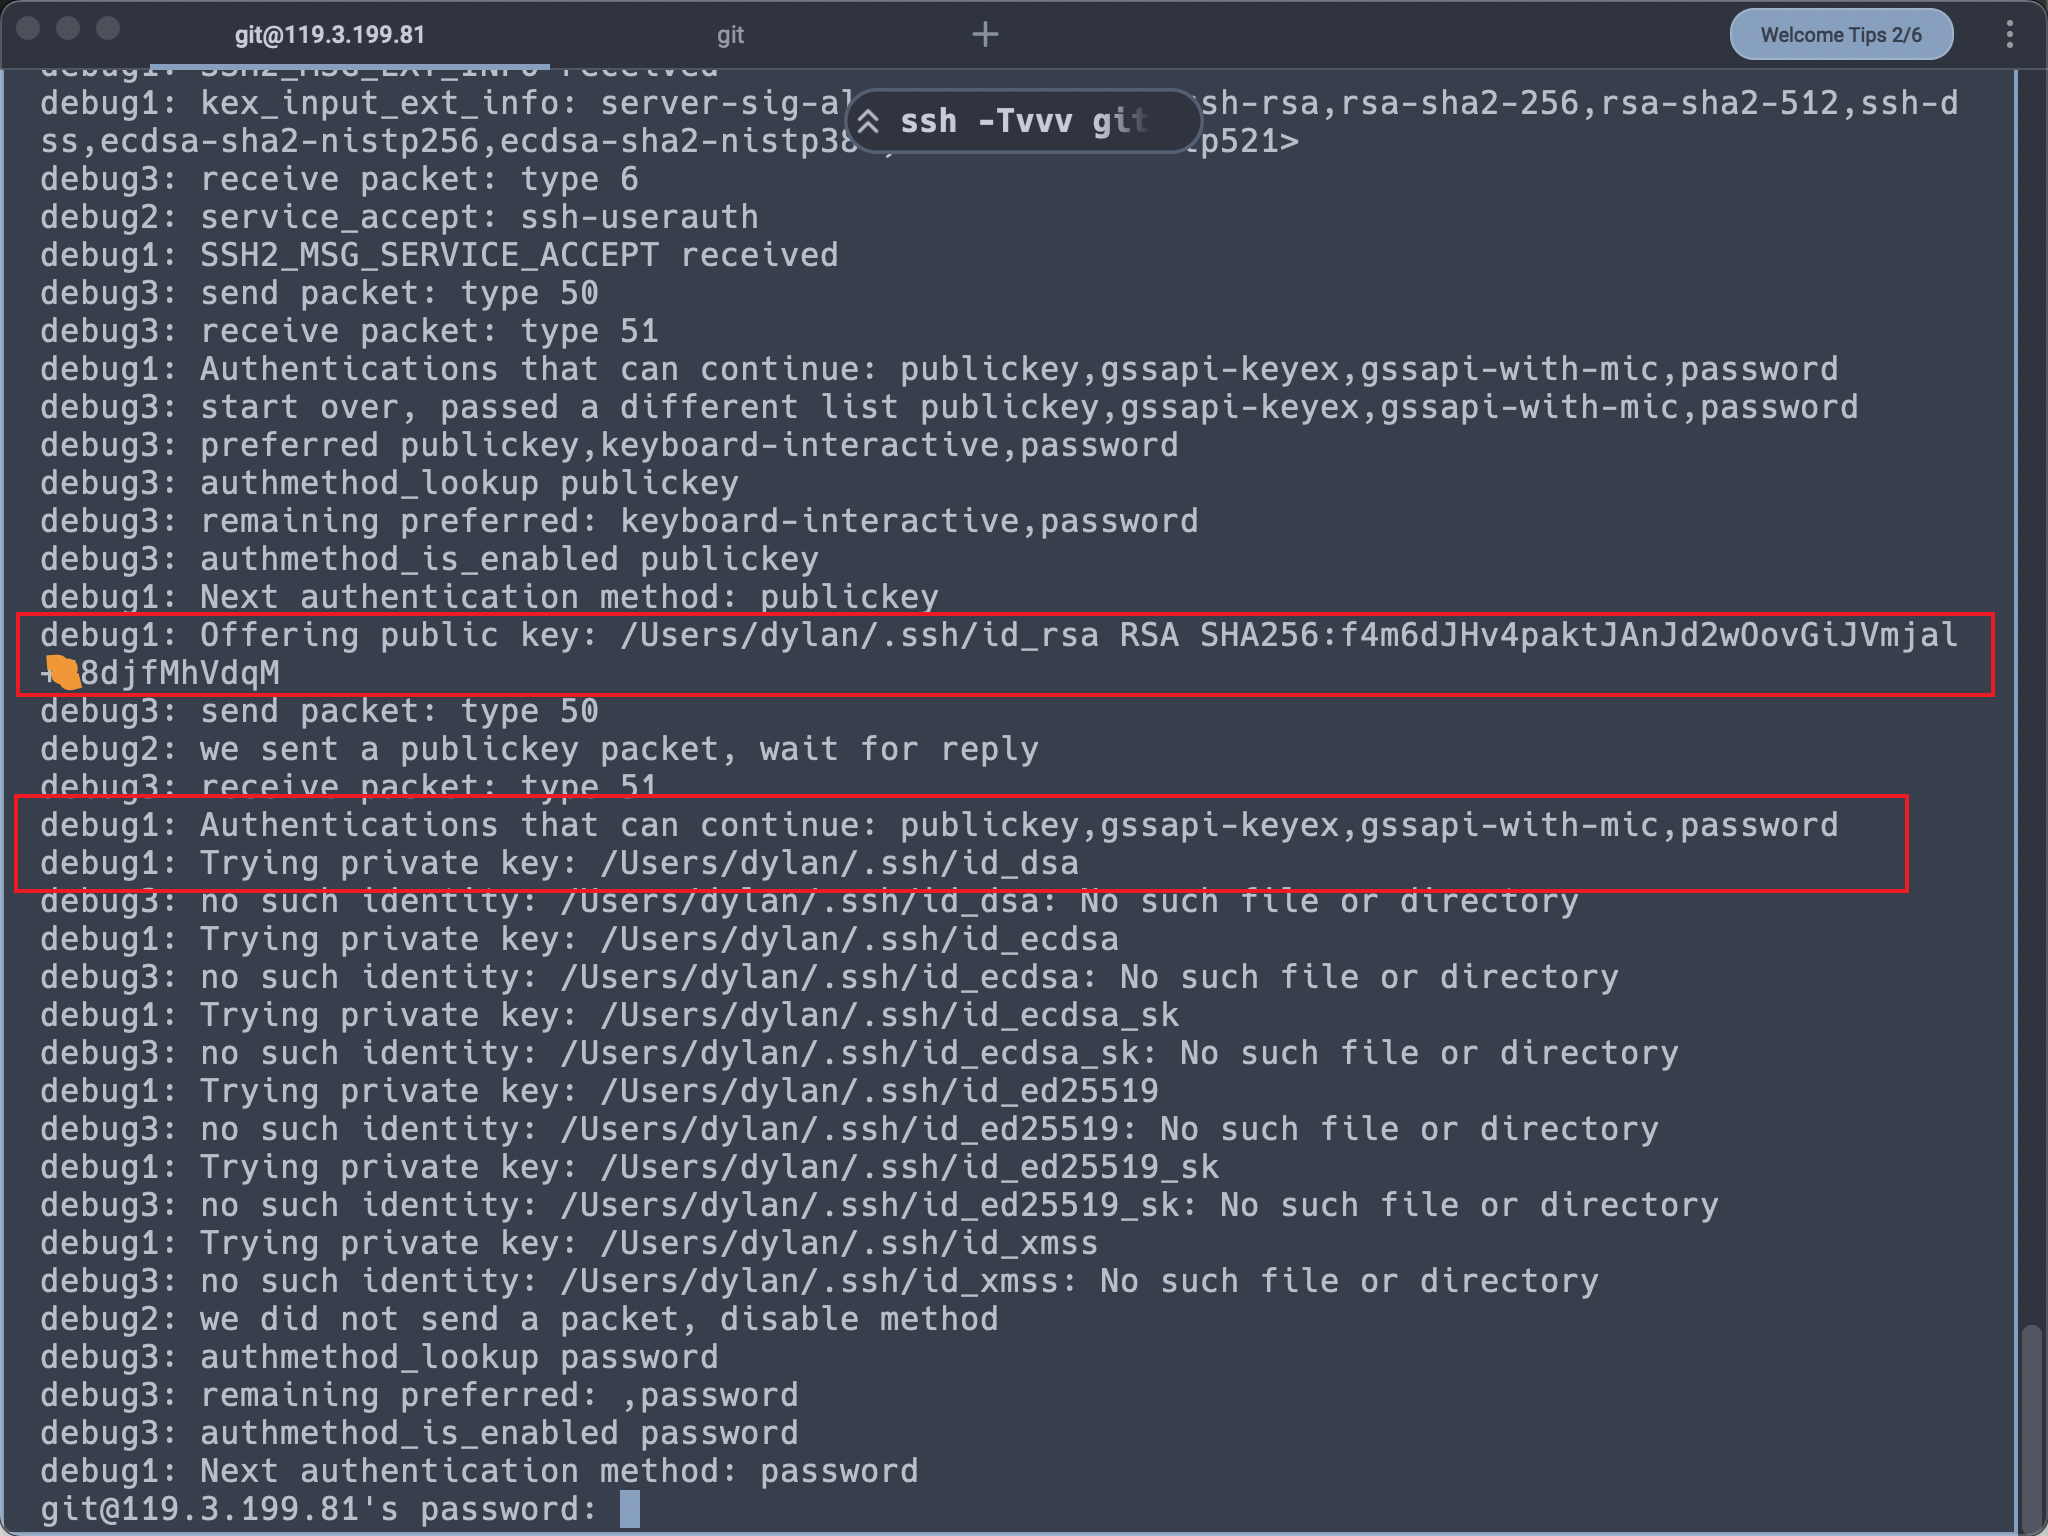 git@119.3.199.81
git
Welcome Tips 2/6
ssh -Tvvv git
debug1: SSH2_MSG_EXT_INFO received
debug1: kex_input_ext_info: server-sig-al sh-rsa,rsa-sha2-256,rsa-sha2-512,ssh-d
ss,ecdsa-sha2-nistp256,ecdsa-sha2-nistp38 tp521>
debug3: receive packet: type 6
debug2: service_accept: ssh-userauth
debug1: SSH2_MSG_SERVICE_ACCEPT received
debug3: send packet: type 50
debug3: receive packet: type 51
debug1: Authentications that can continue: publickey,gssapi-keyex,gssapi-with-mic,password
debug3: start over, passed a different list publickey,gssapi-keyex,gssapi-with-mic,password
debug3: preferred publickey,keyboard-interactive,password
debug3: authmethod_lookup publickey
debug3: remaining preferred: keyboard-interactive,password
debug3: authmethod_is_enabled publickey
debug1: Next authentication method: publickey
debug1: Offering public key: /Users/dylan/.ssh/id_rsa RSA SHA256:f4m6dJHv4paktJAnJd2wOovGiJVmjal
+ 8djfMhVdqM
debug3: send packet: type 50
debug2: we sent a publickey packet, wait for reply
debug3: receive packet: type 51
debug1: Authentications that can continue: publickey,gssapi-keyex,gssapi-with-mic,password
debug1: Trying private key: /Users/dylan/.ssh/id_dsa
debug3: no such identity: /Users/dylan/.ssh/id_dsa: No such file or directory
debug1: Trying private key: /Users/dylan/.ssh/id_ecdsa
debug3: no such identity: /Users/dylan/.ssh/id_ecdsa: No such file or directory
debug1: Trying private key: /Users/dylan/.ssh/id_ecdsa_sk
debug3: no such identity: /Users/dylan/.ssh/id_ecdsa_sk: No such file or directory
debug1: Trying private key: /Users/dylan/.ssh/id_ed25519
debug3: no such identity: /Users/dylan/.ssh/id_ed25519: No such file or directory
debug1: Trying private key: /Users/dylan/.ssh/id_ed25519_sk
debug3: no such identity: /Users/dylan/.ssh/id_ed25519_sk: No such file or directory
debug1: Trying private key: /Users/dylan/.ssh/id_xmss
debug3: no such identity: /Users/dylan/.ssh/id_xmss: No such file or directory
debug2: we did not send a packet, disable method
debug3: authmethod_lookup password
debug3: remaining preferred: ,password
debug3: authmethod_is_enabled password
debug1: Next authentication method: password
git@119.3.199.81's password: